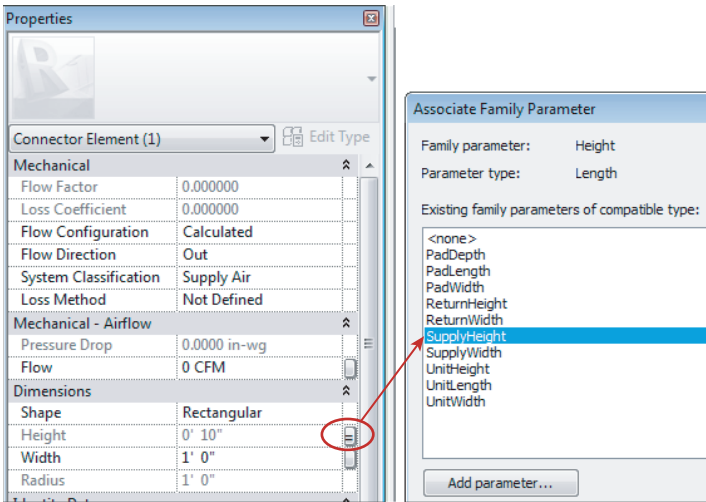 Properties
Connector Element (1)
Edit Type
Mechanical
Flow Factor 0.000000
Loss Coefficient 0.000000
Flow Configuration Calculated
Flow Direction Out
System Classification Supply Air
Loss Method Not Defined
Mechanical - Airflow
Pressure Drop 0.0000 in-wg
Flow 0 CFM
Dimensions
Shape Rectangular
Height 0' 10"
=
Width 1' 0"
Radius 1' 0"
Associate Family Parameter
Family parameter: Height
Parameter type: Length
Existing family parameters of compatible type:
<none>
PadDepth
PadLength
PadWidth
ReturnHeight
ReturnWidth
SupplyHeight
SupplyWidth
UnitHeight
UnitLength
UnitWidth
Add parameter...